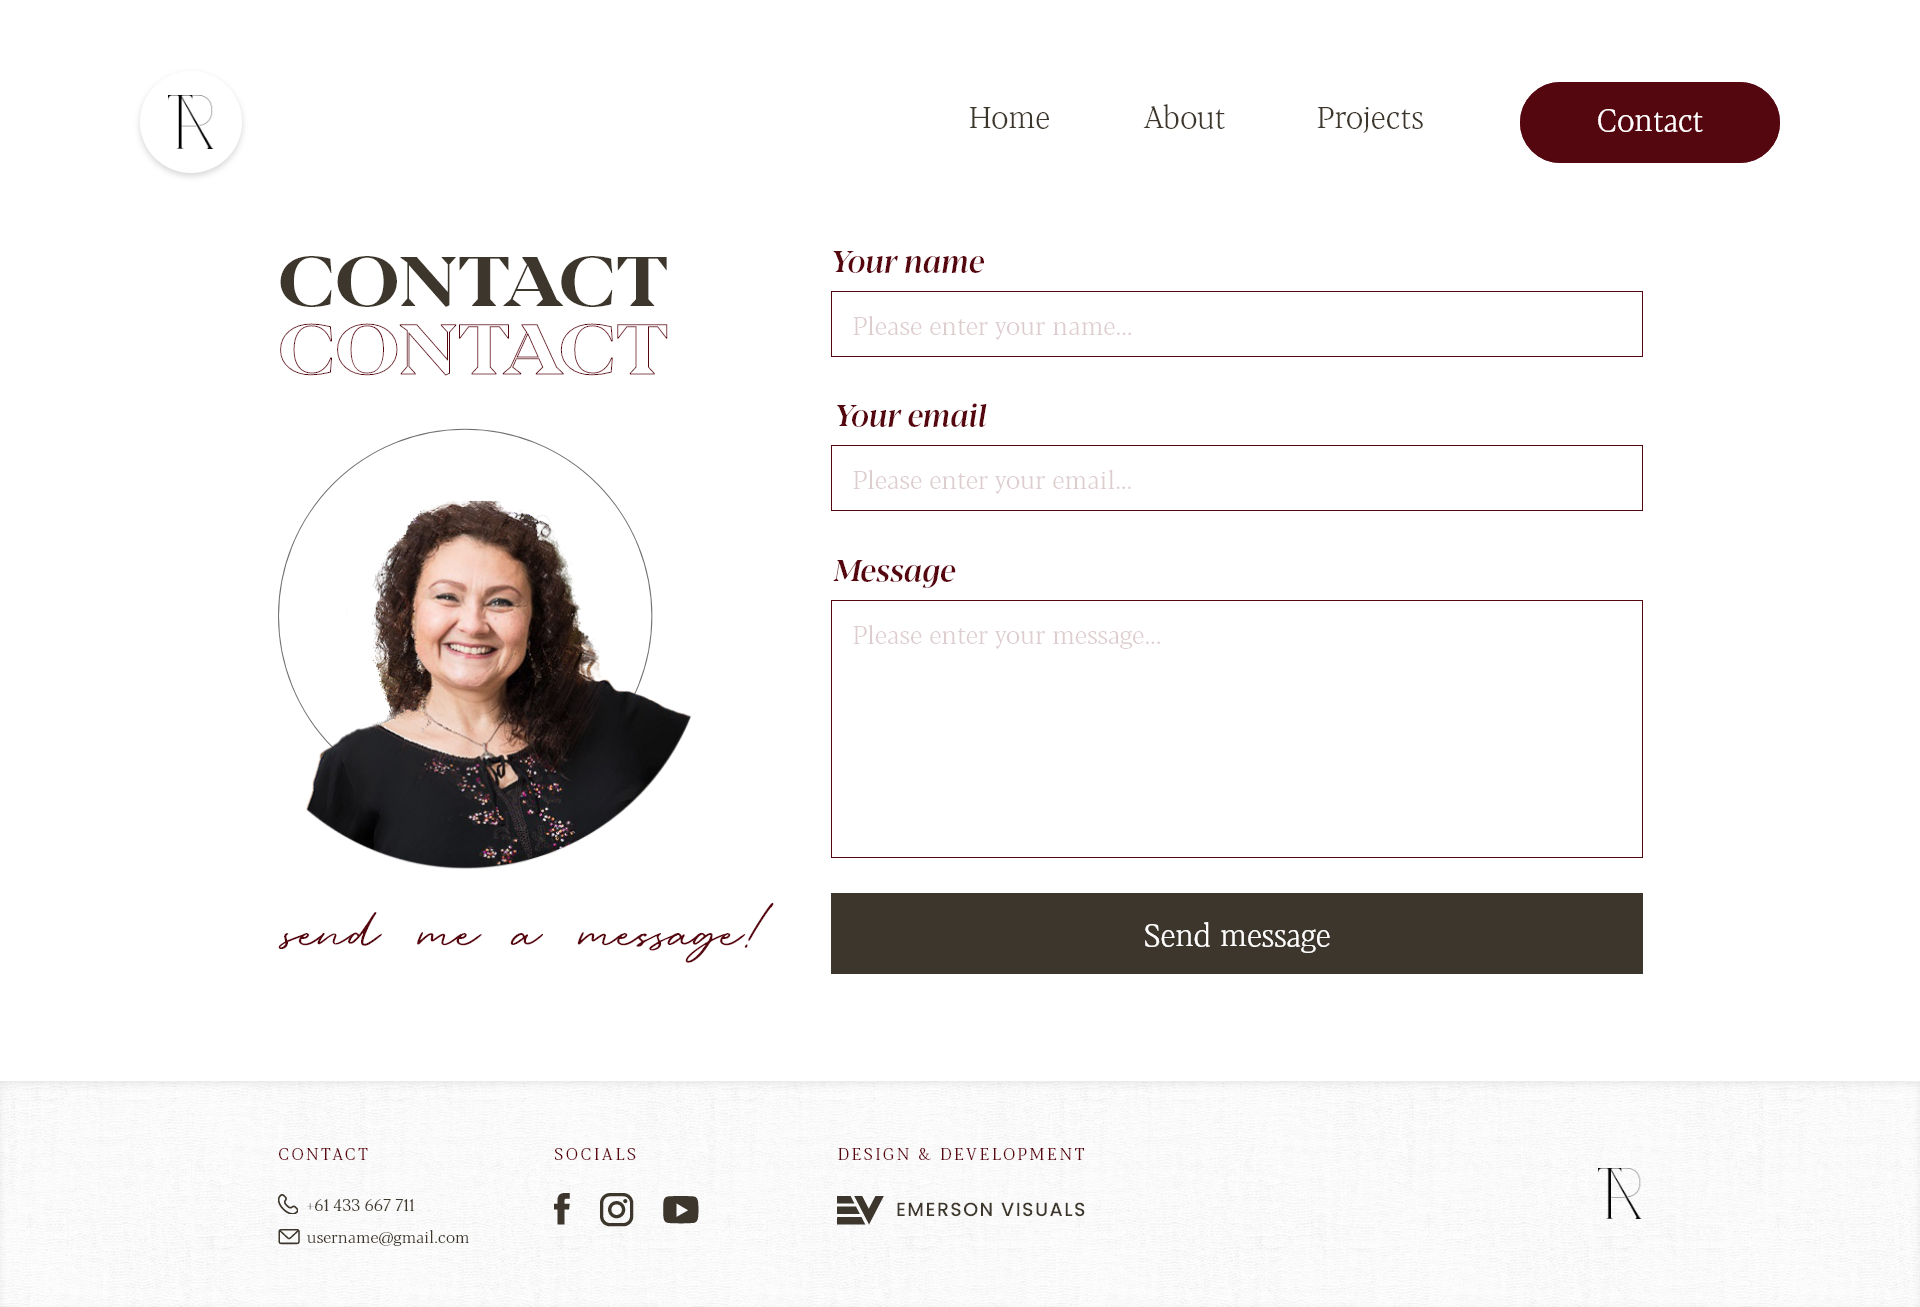 TR
Home About Projects Contact
CONTACT
CONTACT
send me a message!
Your name
Please enter your name...
Your email
Please enter your email...
Message
Please enter your message...
Send message
CONTACT
+61 433 667 711
username@gmail.com
SOCIALS
DESIGN & DEVELOPMENT
EV EMERSON VISUALS
TR